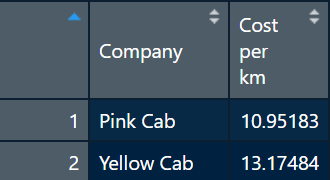 Company
Cost
per
km
1 Pink Cab 10.95183
2 Yellow Cab 13.17484